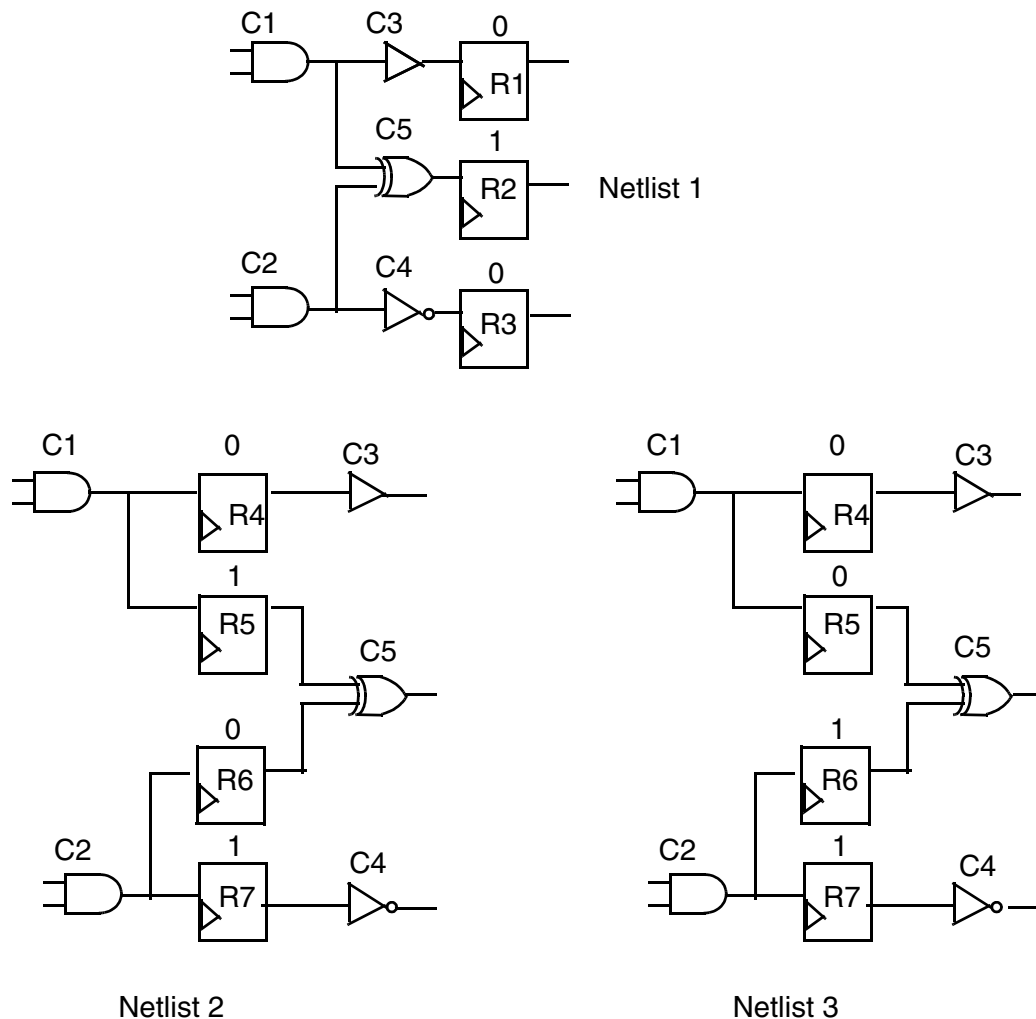 C1 C3 0
R1
C5 1
R2 Netlist 1
C2 C4 0
R3
C1 0 C3
R4
1
R5
C5
0
R6
C2 1 C4
R7
Netlist 2
C1 0 C3
R4
0
R5
C5
1
R6
C2 1 C4
R7
Netlist 3